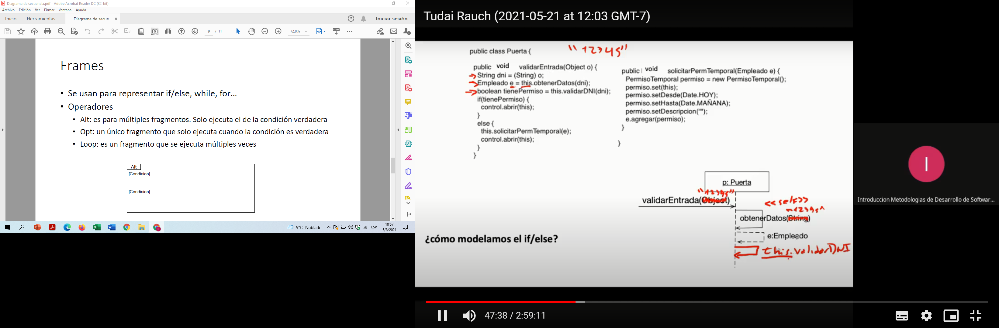 Diagrama de secuencia.pdf - Adobe Acrobat Reader DC (32-bit)
Archivo Edición Ver Firmar Ventana Ayuda
Inicio Herramientas Diagrama de secue... × Iniciar sesión
9 / 11 72,8%
Frames
• Se usan para representar if/else, while, for...
• Operadores
• Alt: es para múltiples fragmentos. Solo ejecuta el de la condición verdadera
• Opt: un único fragmento que solo ejecuta cuando la condición es verdadera
• Loop: es un fragmento que se ejecuta múltiples veces
Alt
[Condicion]
[Condicion]
9°C Nublado ESP 18:57
5/8/2021
Tudai Rauch (2021-05-21 at 12:03 GMT-7)
public class Puerta {
"12345"
public void validarEntrada(Object o) {
String dni = (String) o;
Empleado e = this.obtenerDatos(dni);
boolean tienePermiso = this.validarDNI(dni);
if(tienePermiso) {
control.abrir(this);
}
else {
this.solicitarPermTemporal(e);
control.abrir(this);
}
}
public void solicitarPermTemporal(Empleado e) {
PermisoTemporal permiso = new PermisoTemporal();
permiso.set(this);
permiso.setDesde(Date.HOY);
permiso.setHasta(Date.MAÑANA);
permiso.setDescripcion("");
e.agregar(permiso);
}
}
p: Puerta
"12345"
validarEntrada(Object)
<<self>>
"12345"
obtenerDatos(String)
e:Empleado
this.validarDNI
¿cómo modelamos el if/else?
I
Introduccion Metodologias de Desarrollo de Softwar...
47:38 / 2:59:11